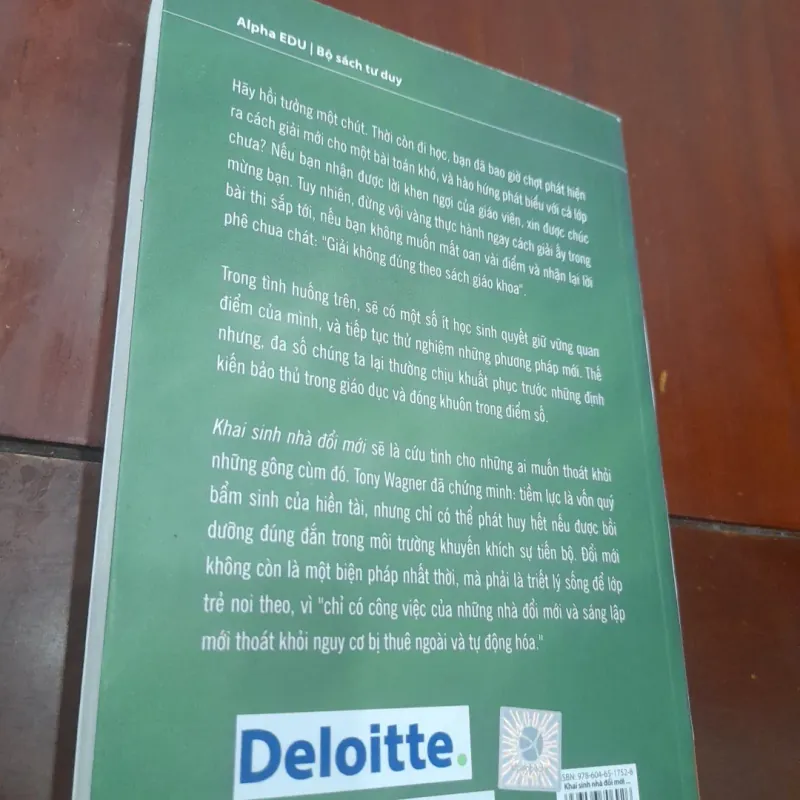 Alpha EDU | Bộ sách tư duy
Hãy hồi tưởng một chút. Thời còn đi học, bạn đã bao giờ chợt phát hiện
ra cách giải mới cho một bài toán khó, và hào hứng phát biểu với cả lớp
chưa? Nếu bạn nhận được lời khen ngợi của giáo viên, xin được chúc
mừng bạn. Tuy nhiên, đừng vội vàng thực hành ngay cách giải ấy trong
bài thi sắp tới, nếu bạn không muốn mất oan vài điểm và nhận lại lời
phê chua chát: "Giải không đúng theo sách giáo khoa".
Trong tình huống trên, sẽ có một số ít học sinh quyết giữ vững quan
điểm của mình, và tiếp tục thử nghiệm những phương pháp mới. Thế
nhưng, đa số chúng ta lại thường chịu khuất phục trước những định
kiến bảo thủ trong giáo dục và đóng khuôn trong điểm số.
Khai sinh nhà đổi mới sẽ là cứu tinh cho những ai muốn thoát khỏi
những gông cùm đó. Tony Wagner đã chứng minh: tiềm lực là vốn quý
bẩm sinh của hiền tài, nhưng chỉ có thể phát huy hết nếu được bồi
dưỡng đúng đắn trong môi trường khuyến khích sự tiến bộ. Đổi mới
không còn là một biện pháp nhất thời, mà phải là triết lý sống để lớp
trẻ noi theo, vì "chỉ có công việc của những nhà đổi mới và sáng lập
mới thoát khỏi nguy cơ bị thuê ngoài và tự động hóa."
Deloitte.
ISBN: 978-604-65-1752-8
Khai sinh nhà đổi mới ...